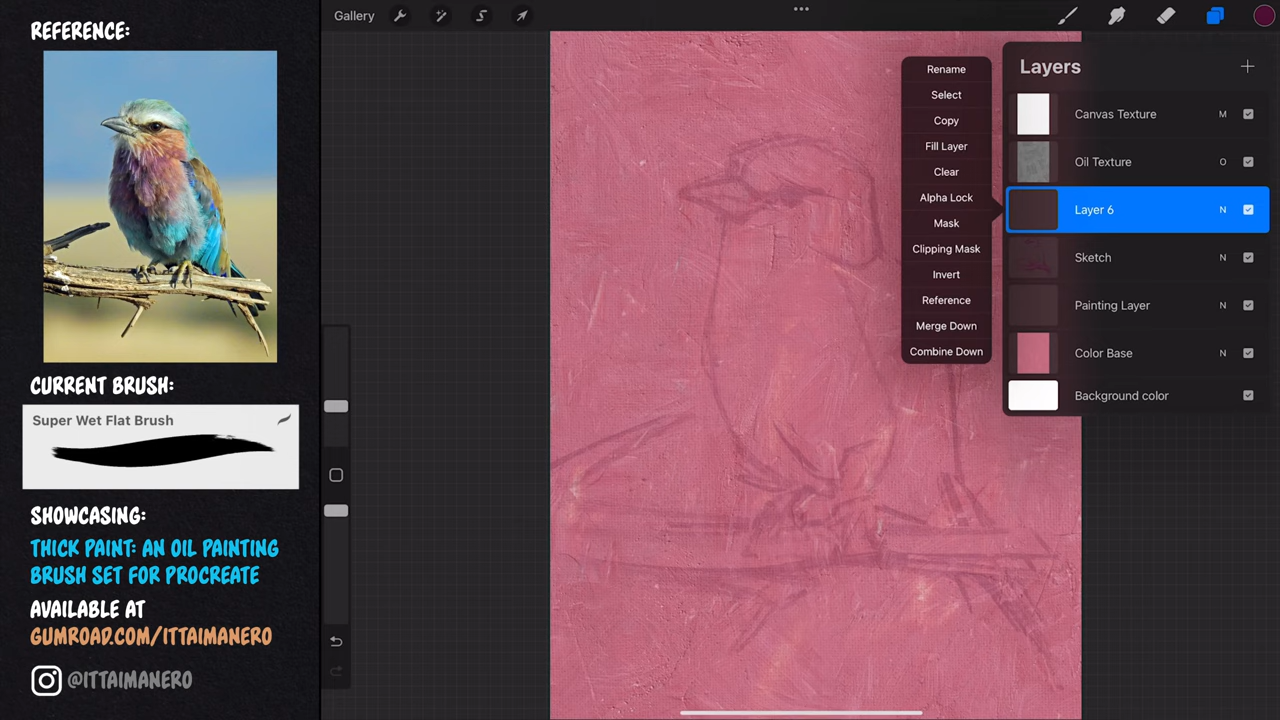 REFERENCE:
CURRENT BRUSH:
Super Wet Flat Brush
SHOWCASING:
THICK PAINT: AN OIL PAINTING
BRUSH SET FOR PROCREATE
AVAILABLE AT
GUMROAD.COM/ITTAIMANERO
@ITTAIMANERO
Gallery
Rename
Select
Copy
Fill Layer
Clear
Alpha Lock
Mask
Clipping Mask
Invert
Reference
Merge Down
Combine Down
Layers
Canvas Texture M
Oil Texture O
Layer 6 N
Sketch N
Painting Layer N
Color Base N
Background color